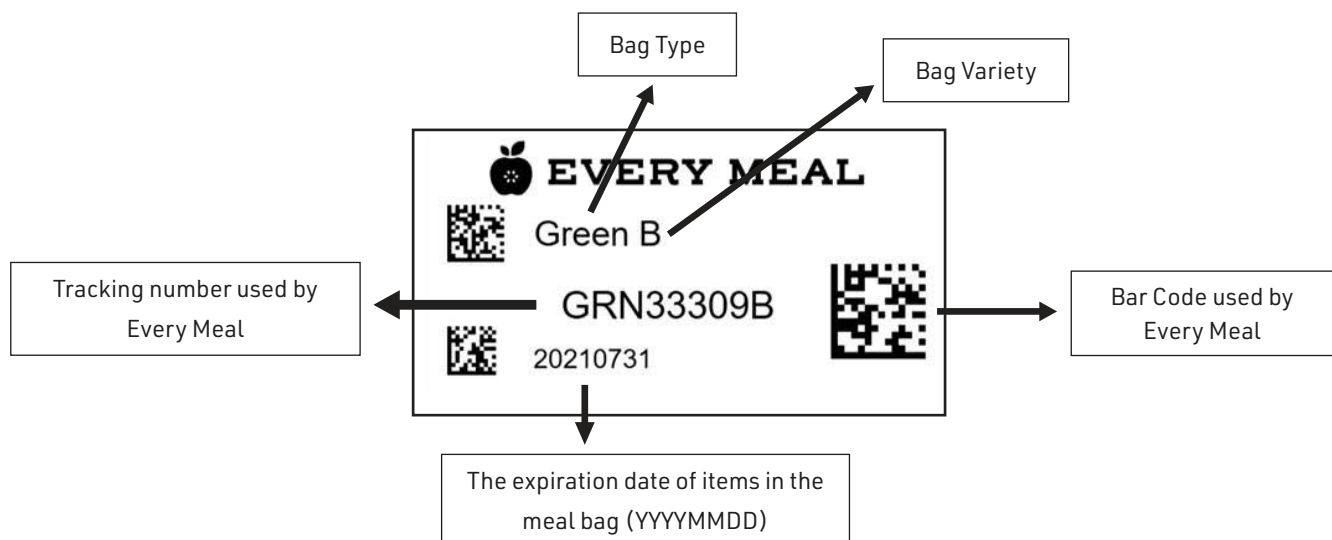 Bag Type
Bag Variety
EVERY MEAL
Green B
Tracking number used by
Every Meal
GRN33309B
Bar Code used by
Every Meal
20210731
The expiration date of items in the
meal bag (YYYYMMDD)